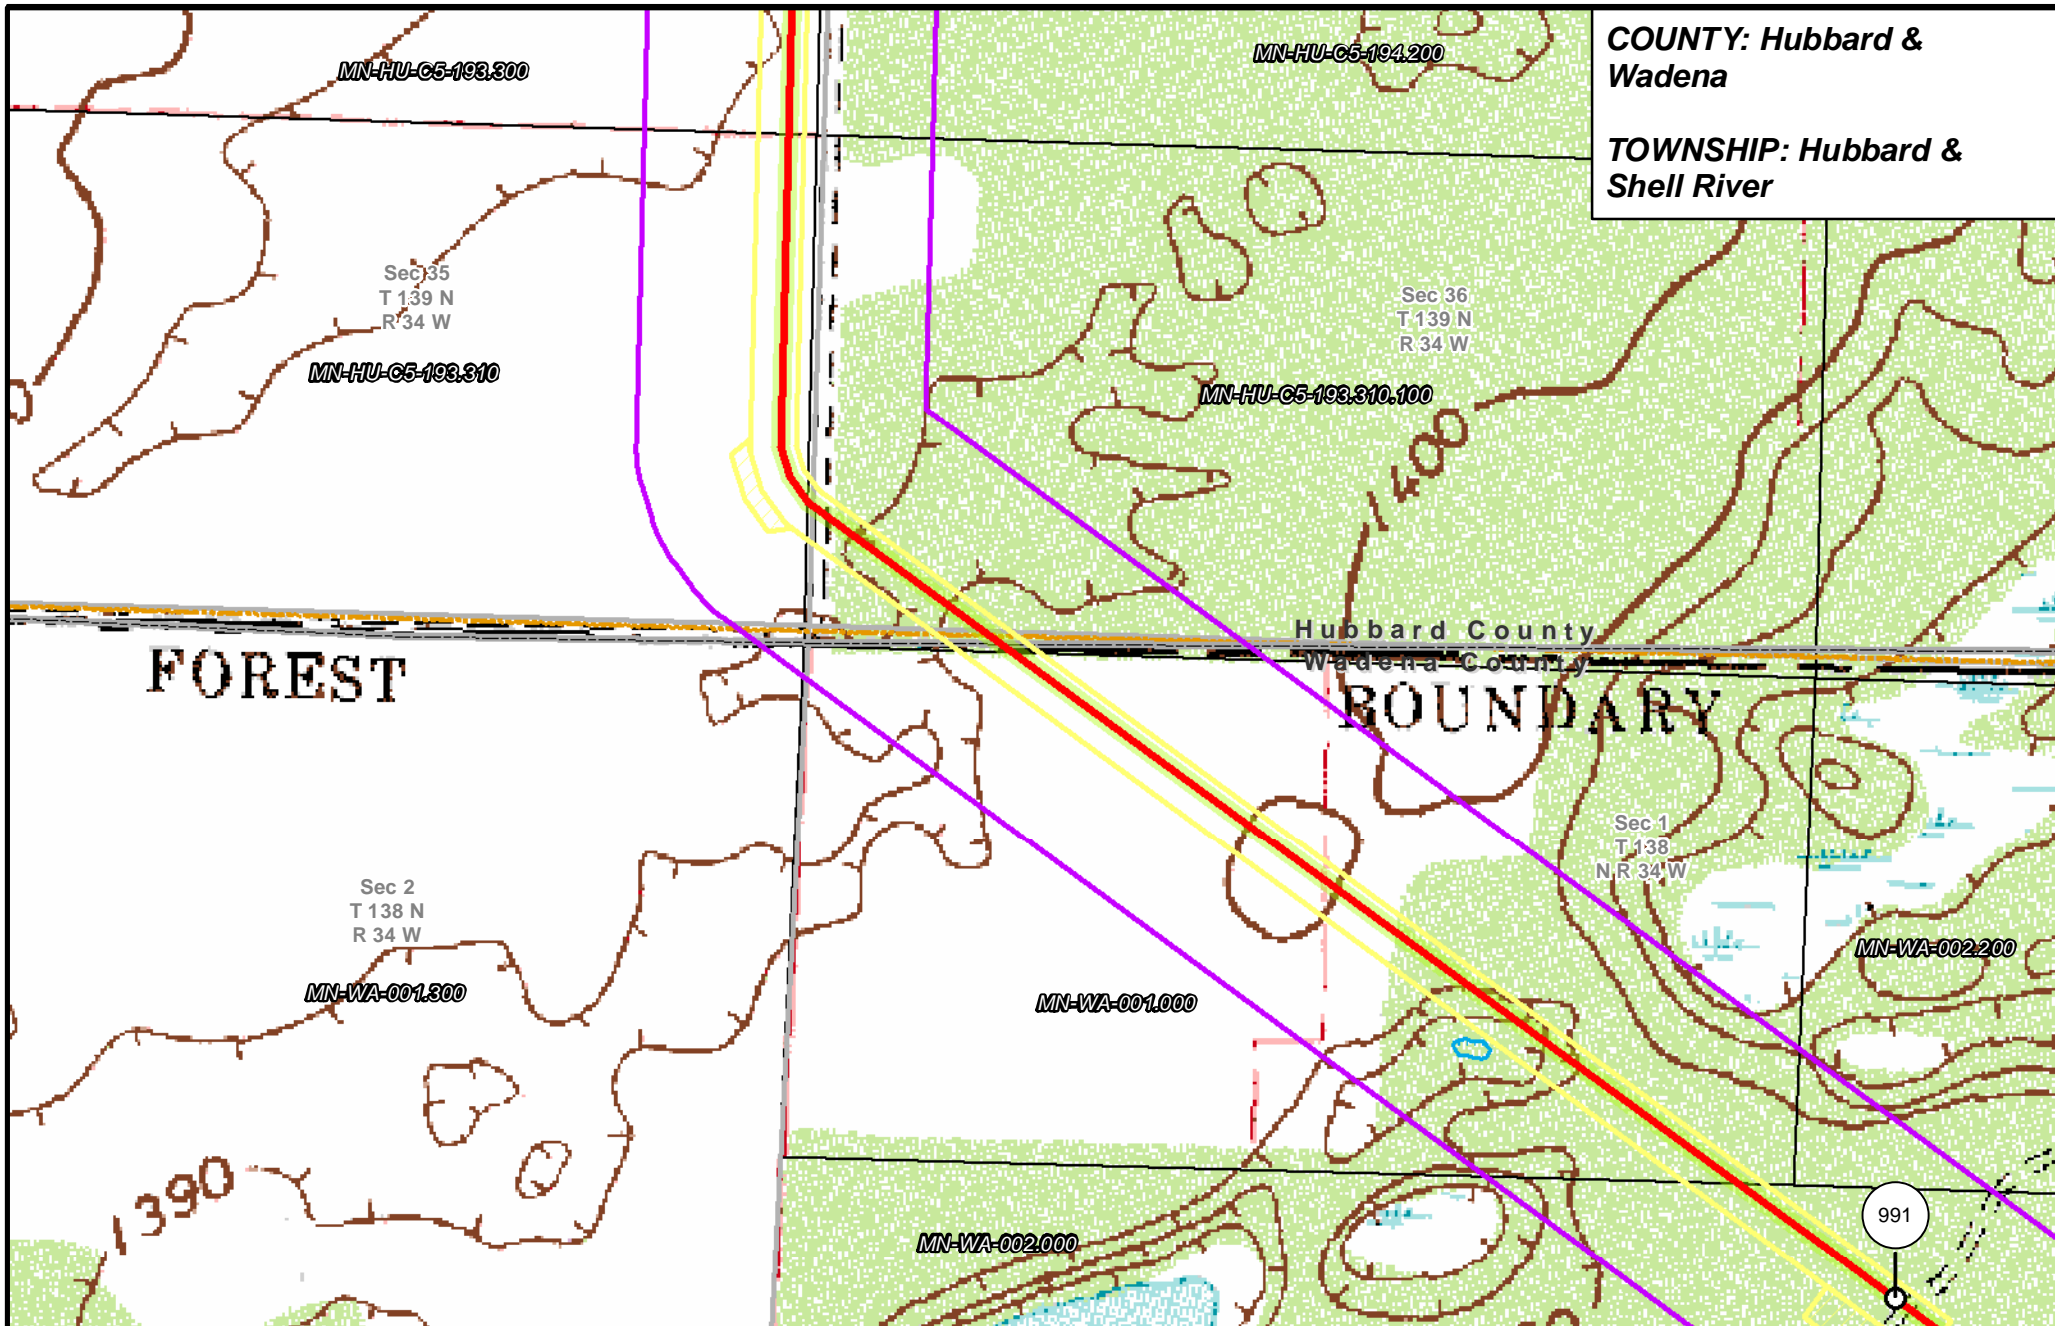 COUNTY: Hubbard &
Wadena
TOWNSHIP: Hubbard &
Shell River
MN-HU-C5-193.300
MN-HU-C5-194.200
Sec 35
T 139 N
R 34 W
Sec 36
T 139 N
R 34 W
MN-HU-C5-193.310
MN-HU-C5-193.310.100
1400
Hubbard County
Wadena County
FOREST
BOUNDARY
Sec 1
T 138
N R 34 W
Sec 2
T 138 N
R 34 W
MN-WA-002.200
MN-WA-001.300
MN-WA-001.000
1390
991
MN-WA-002.000